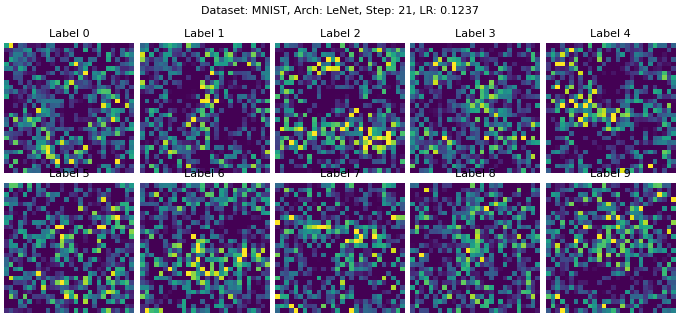 Dataset: MNIST, Arch: LeNet, Step: 21, LR: 0.1237
Label 0
Label 1
Label 2
Label 3
Label 4
Label 5
Label 6
Label 7
Label 8
Label 9